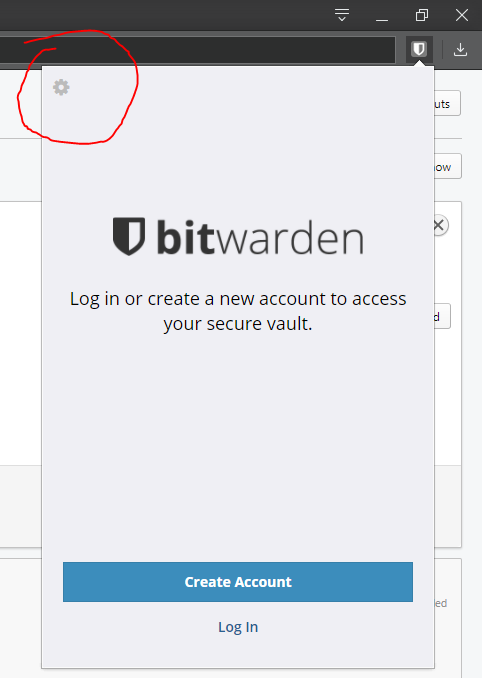 uts
ow
bitwarden
Log in or create a new account to access
your secure vault.
d
Create Account
ed
Log In